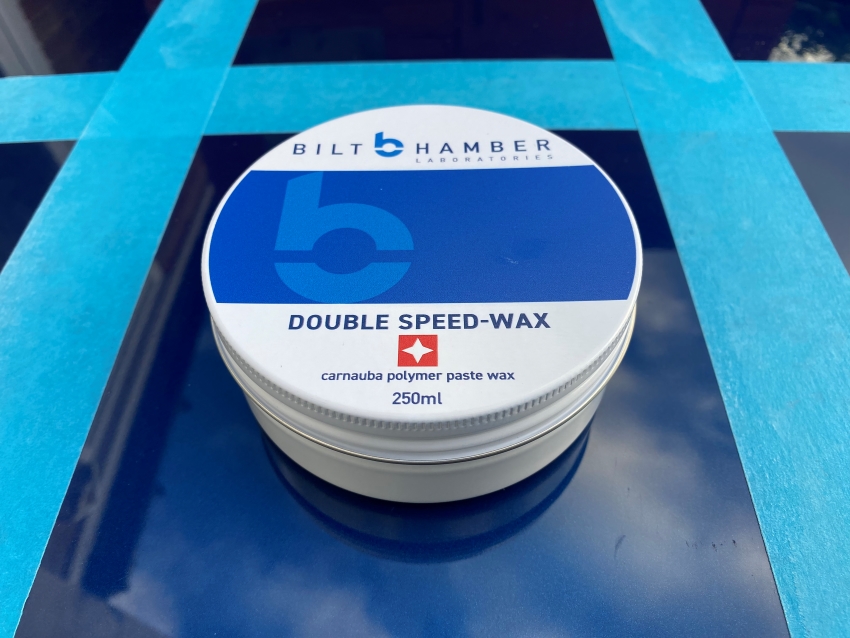 BILT HAMBER
LABORATORIES
DOUBLE SPEED-WAX
carnauba polymer paste wax
250ml